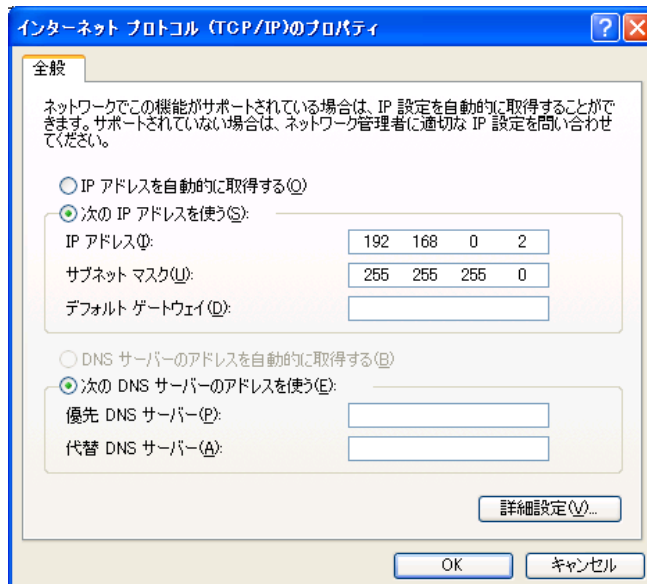 インターネット プロトコル (TCP/IP)のプロパティ
全般
ネットワークでこの機能がサポートされている場合は、IP 設定を自動的に取得することがで
きます。サポートされていない場合は、ネットワーク管理者に適切な IP 設定を問い合わせ
てください。
IP アドレスを自動的に取得する(O)
次の IP アドレスを使う(S):
IP アドレス(I): 192 168 0 2
サブネット マスク(U): 255 255 255 0
デフォルト ゲートウェイ(D):
DNS サーバーのアドレスを自動的に取得する(B)
次の DNS サーバーのアドレスを使う(E):
優先 DNS サーバー(P):
代替 DNS サーバー(A):
詳細設定(V)...
OK キャンセル